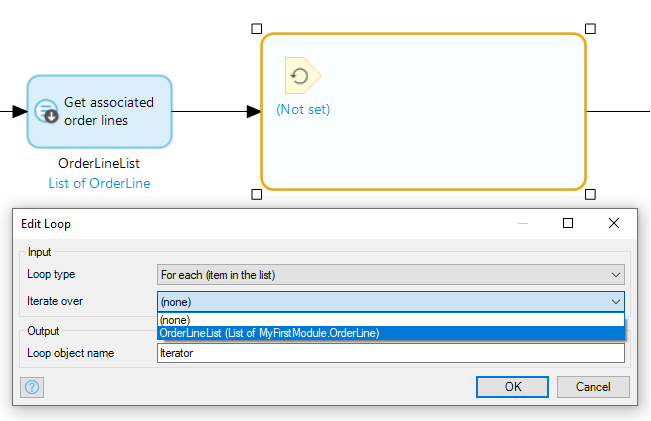 Get associated
order lines
(Not set)
OrderLineList
List of OrderLine
Edit Loop
Input
Loop type
For each (item in the list)
Iterate over
(none)
(none)
OrderLineList (List of MyFirstModule.OrderLine)
Output
Loop object name
Iterator
?
OK
Cancel